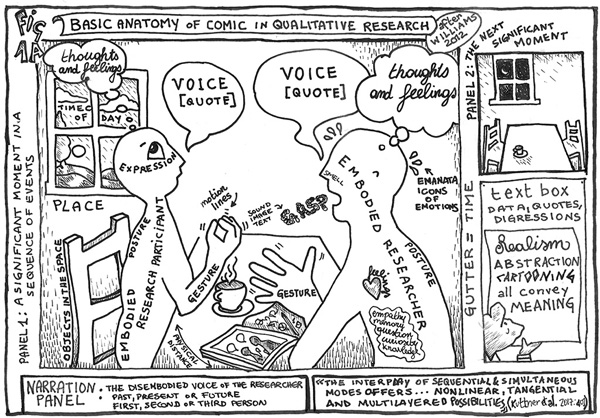 FIG
1A
BASIC ANATOMY OF COMIC IN QUALITATIVE RESEARCH
(after
WILLIAMS
2012)
PANEL 1: A SIGNIFICANT MOMENT IN A
SEQUENCE OF EVENTS
thoughts
and feelings
TIME
OF
DAY
PLACE
OBJECTS IN THE SPACE
VOICE
[QUOTE]
EXPRESSION
POSTURE
EMBODIED
RESEARCH PARTICIPANT
GESTURE
motion
lines
SOUND
IMAGE
TEXT
GASP
PHYSICAL
DISTANCE
GESTURE
VOICE
[QUOTE]
thoughts
and feelings
SMELL
EMBODIED RESEARCHER
POSTURE
EMANATA
ICONS
OF
EMOTIONS
feelings
empathy
memory
question
curiosity
knowledge
PANEL 2: THE NEXT
SIGNIFICANT
MOMENT
GUTTER = TIME
text box
DATA, QUOTES,
DIGRESSIONS
Realism
ABSTRACTION
CARTOONING
all convey
MEANING
NARRATION
PANEL
: THE DISEMBODIED VOICE OF THE RESEARCHER
PAST, PRESENT OR FUTURE
FIRST, SECOND OR THIRD PERSON
"THE INTERPLAY OF SEQUENTIAL & SIMULTANEOUS
MODES OFFERS... NONLINEAR, TANGENTIAL
AND MULTILAYERED POSSIBILITIES (Kuttner et al. 2017: